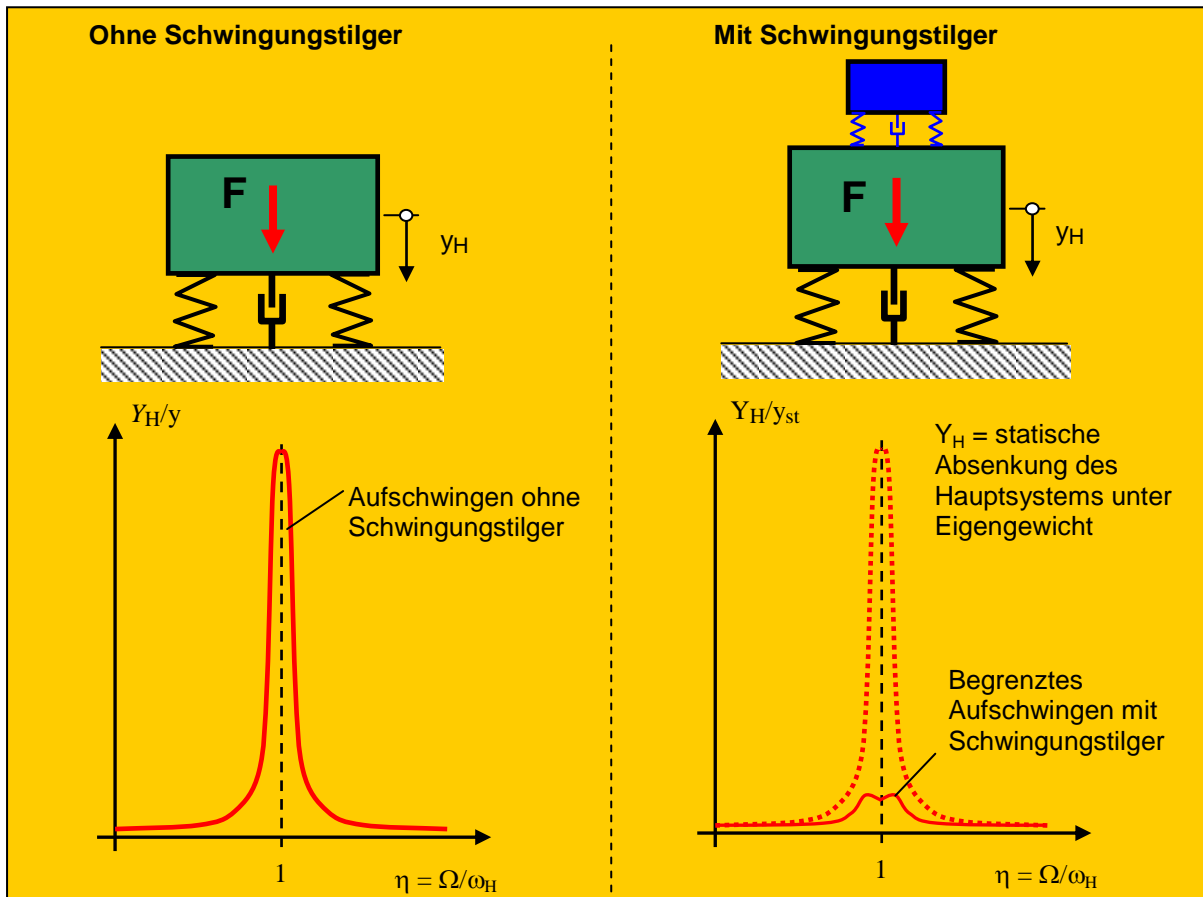 Ohne Schwingungstilger
F
yH
YH/y
Aufschwingen ohne
Schwingungstilger
1
η = Ω/ωH
Mit Schwingungstilger
F
yH
YH/yst
YH = statische
Absenkung des
Hauptsystems unter
Eigengewicht
Begrenztes
Aufschwingen mit
Schwingungstilger
1
η = Ω/ωH